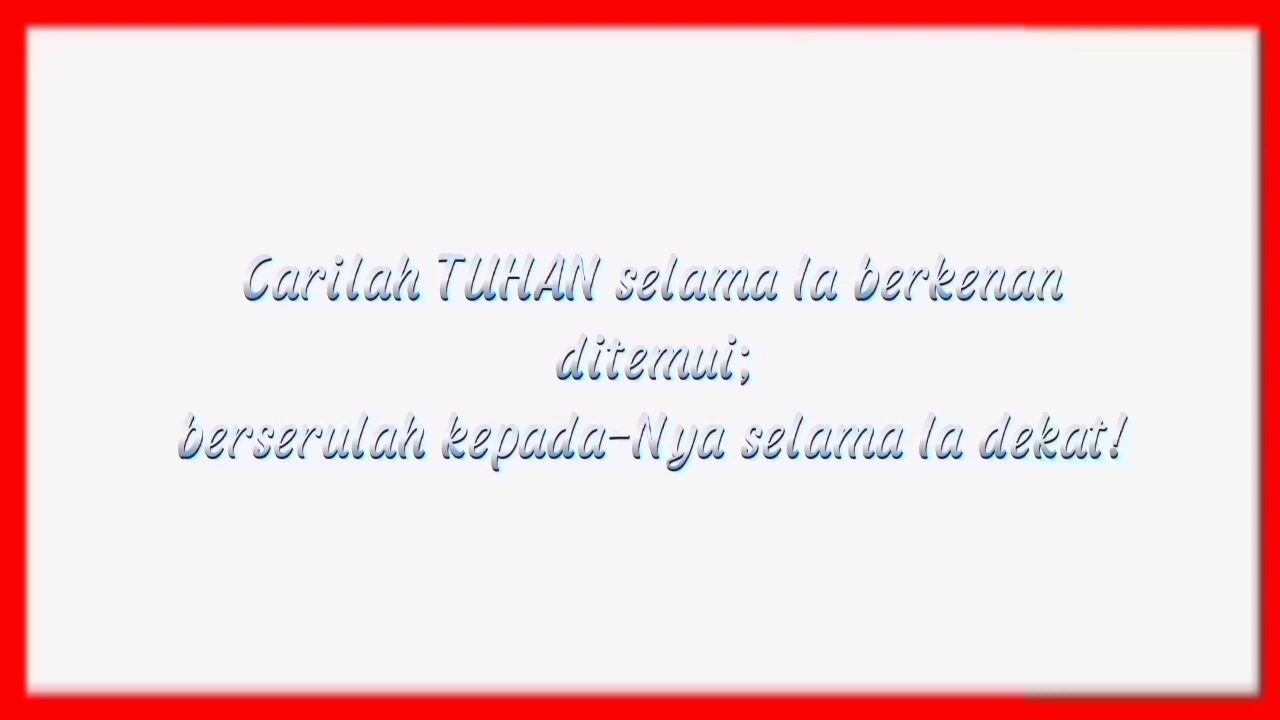 Carilah TUHAN selama Ia berkenan
ditemui;
berserulah kepada-Nya selama Ia dekat!